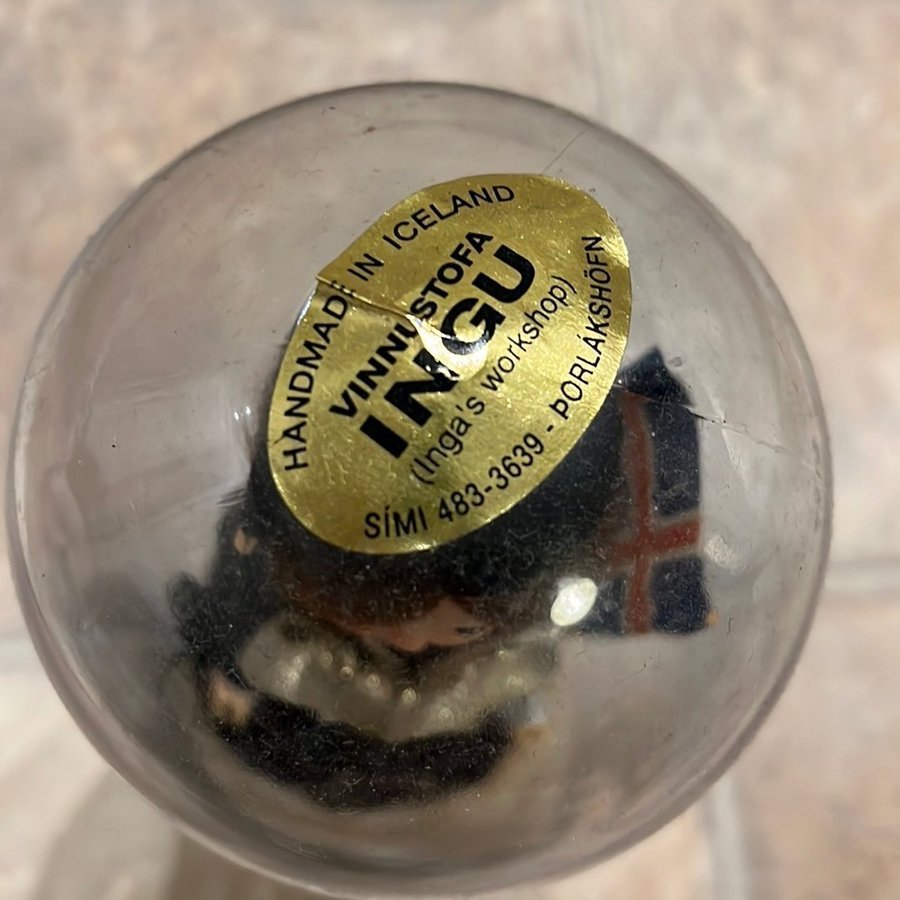 HANDMADE IN ICELAND
VINNUSTOFA
INGU
(Inga's workshop)
SÍMI 483-3639 - ÞORLÁKSHÖFN